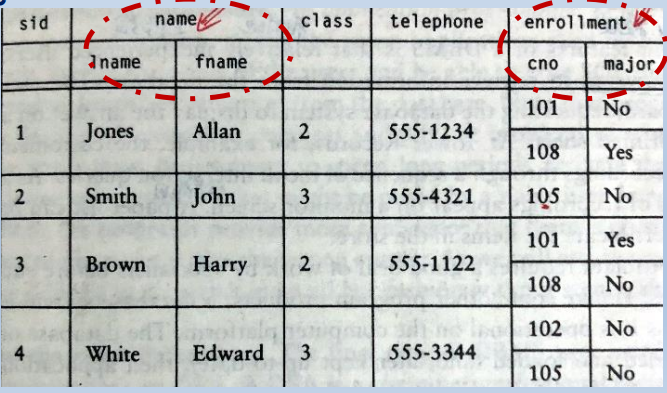 sid name class telephone enrollment
lname fname cno major
101 No
1 Jones Allan 2 555-1234
108 Yes
2 Smith John 3 555-4321 105 No
101 Yes
3 Brown Harry 2 555-1122
108 No
102 No
4 White Edward 3 555-3344
105 No